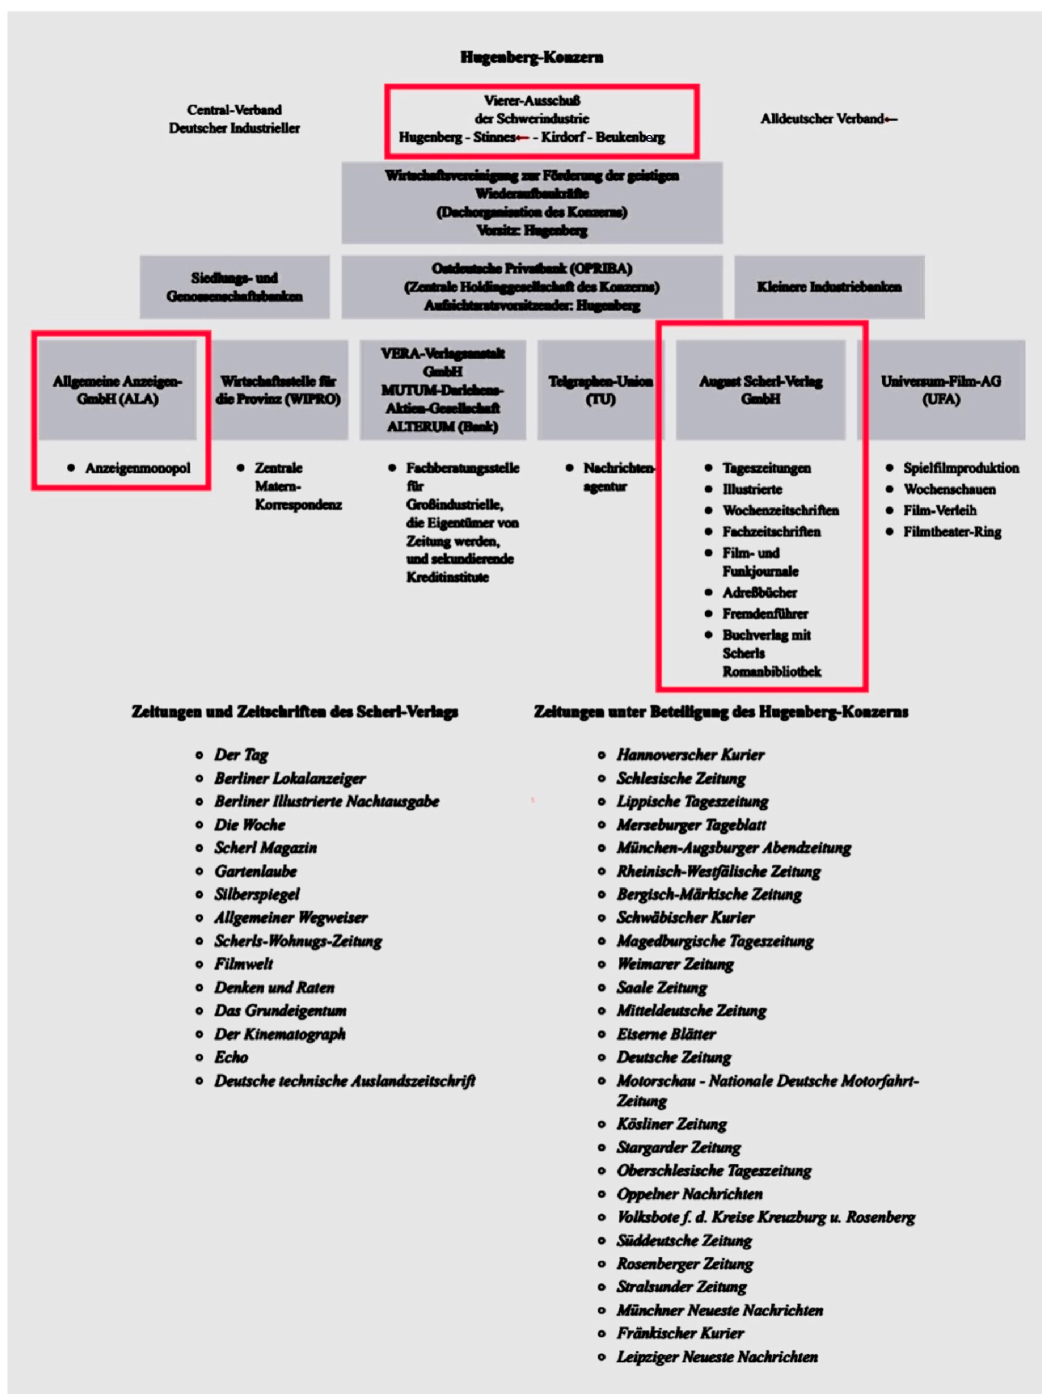 Hugenberg-Konzern
Central-Verband
Deutscher Industrieller
Vierer-Ausschuß
der Schwerindustrie
Hugenberg - Stinnes← - Kirdorf - Beukenberg
Alldeutscher Verband←
Wirtschaftsvereinigung zur Förderung der geistigen
Wiederaufbaukräfte
(Dachorganisation des Konzerns)
Vorsitz: Hugenberg
Siedlungs- und
Genossenschaftsbanken
Ostdeutsche Privatbank (OPRIBA)
(Zentrale Holdinggesellschaft des Konzerns)
Aufsichtsratsvorsitzender: Hugenberg
Kleinere Industriebanken
Allgemeine Anzeigen-
GmbH (ALA)
Wirtschaftsstelle für
die Provinz (WIPRO)
VERA-Verlagsanstalt
GmbH
MUTUM-Darlehens-
Aktien-Gesellschaft
ALTERUM (Bank)
Telgraphen-Union
(TU)
August Scherl-Verlag
GmbH
Universum-Film-AG
(UFA)
● Anzeigenmonopol
● Zentrale
Matern-
Korrespondenz
● Fachberatungsstelle
für
Großindustrielle,
die Eigentümer von
Zeitung werden,
und sekundierende
Kreditinstitute
● Nachrichten-
agentur
● Tageszeitungen
● Illustrierte
● Wochenzeitschriften
● Fachzeitschriften
● Film- und
Funkjournale
● Adreßbücher
● Fremdenführer
● Buchverlag mit
Scherls
Romanbibliothek
● Spielfilmproduktion
● Wochenschauen
● Film-Verleih
● Filmtheater-Ring
Zeitungen und Zeitschriften des Scherl-Verlags
Der Tag
Berliner Lokalanzeiger
Berliner Illustrierte Nachtausgabe
Die Woche
Scherl Magazin
Gartenlaube
Silberspiegel
Allgemeiner Wegweiser
Scherls-Wohnugs-Zeitung
Filmwelt
Denken und Raten
Das Grundeigentum
Der Kinematograph
Echo
Deutsche technische Auslandszeitschrift
Zeitungen unter Beteiligung des Hugenberg-Konzerns
Hannoverscher Kurier
Schlesische Zeitung
Lippische Tageszeitung
Merseburger Tageblatt
München-Augsburger Abendzeitung
Rheinisch-Westfälische Zeitung
Bergisch-Märkische Zeitung
Schwäbischer Kurier
Magedburgische Tageszeitung
Weimarer Zeitung
Saale Zeitung
Mitteldeutsche Zeitung
Eiserne Blätter
Deutsche Zeitung
Motorschau - Nationale Deutsche Motorfahrt-
Zeitung
Kösliner Zeitung
Stargarder Zeitung
Oberschlesische Tageszeitung
Oppelner Nachrichten
Volksbote f. d. Kreise Kreuzburg u. Rosenberg
Süddeutsche Zeitung
Rosenberger Zeitung
Stralsunder Zeitung
Münchner Neueste Nachrichten
Fränkischer Kurier
Leipziger Neueste Nachrichten